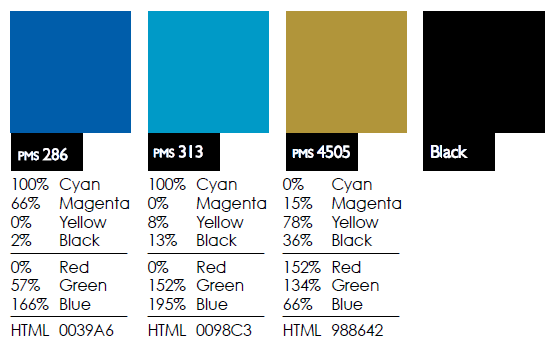 PMS 286
100% Cyan
66% Magenta
0% Yellow
2% Black
0% Red
57% Green
166% Blue
HTML 0039A6
PMS 313
100% Cyan
0% Magenta
8% Yellow
13% Black
0% Red
152% Green
195% Blue
HTML 0098C3
PMS 4505
0% Cyan
15% Magenta
78% Yellow
36% Black
152% Red
134% Green
66% Blue
HTML 988642
Black